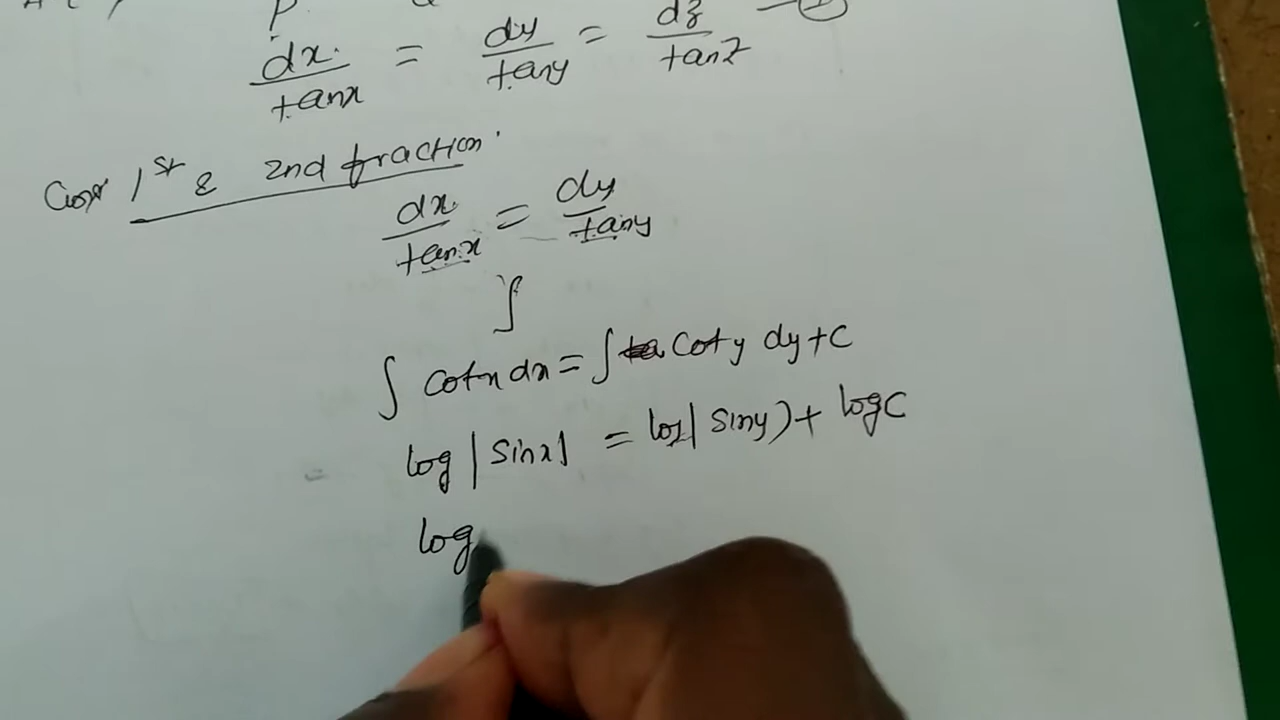 P
dx/tanx = dy/tany = dz/tanz
1st & 2nd fraction
dx/tanx = dy/tany
∫
∫ cotx dx = ∫ Coty dy + C
log |sinx| = log |siny) + logC
log